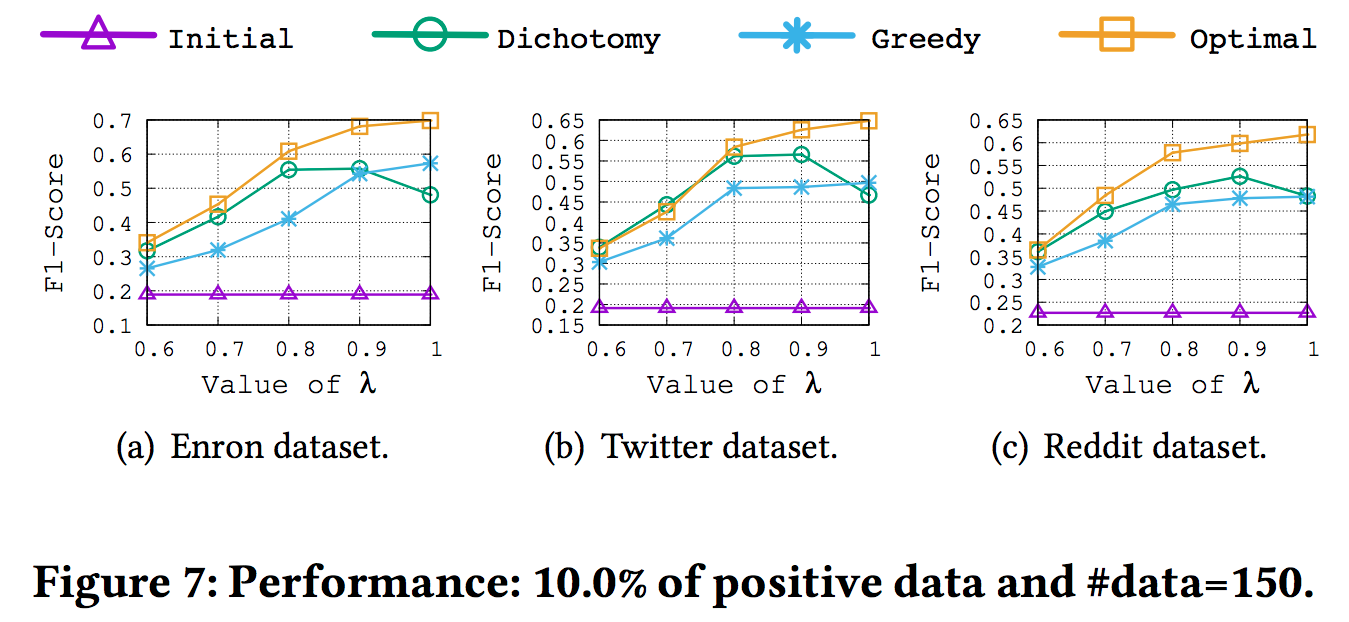 Initial Dichotomy Greedy Optimal
F1-Score
0.7
0.6
0.5
0.4
0.3
0.2
0.1
0.6 0.7 0.8 0.9 1
Value of λ
(a) Enron dataset.
F1-Score
0.65
0.6
0.55
0.5
0.45
0.4
0.35
0.3
0.25
0.2
0.15
0.6 0.7 0.8 0.9 1
Value of λ
(b) Twitter dataset.
F1-Score
0.65
0.6
0.55
0.5
0.45
0.4
0.35
0.3
0.25
0.2
0.6 0.7 0.8 0.9 1
Value of λ
(c) Reddit dataset.
Figure 7: Performance: 10.0% of positive data and #data=150.